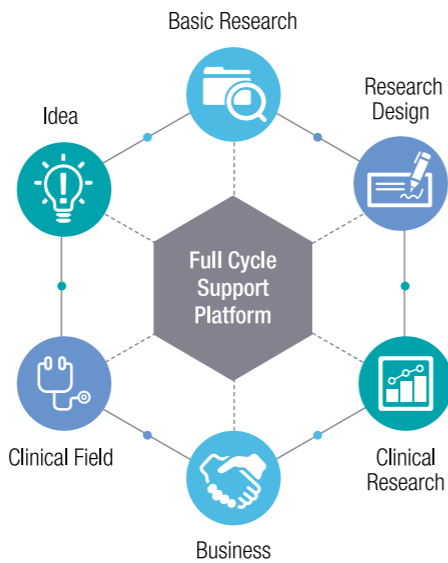 Basic Research
Research
Design
Idea
Full Cycle
Support
Platform
Clinical Field
Clinical
Research
Business